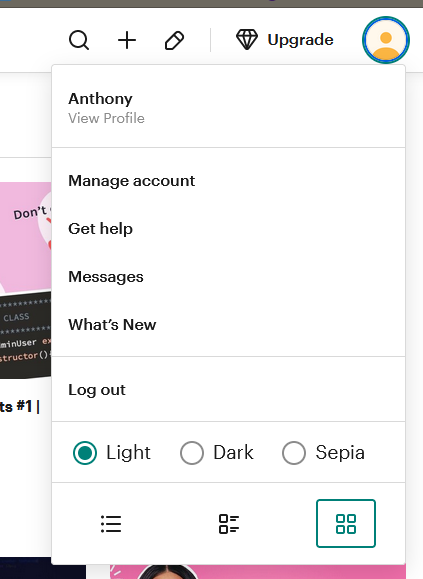 Upgrade
Anthony
View Profile
Manage account
Get help
Messages
What's New
Log out
Light Dark Sepia
Don't
CLASS
minUser ex
structor()
ts #1 |